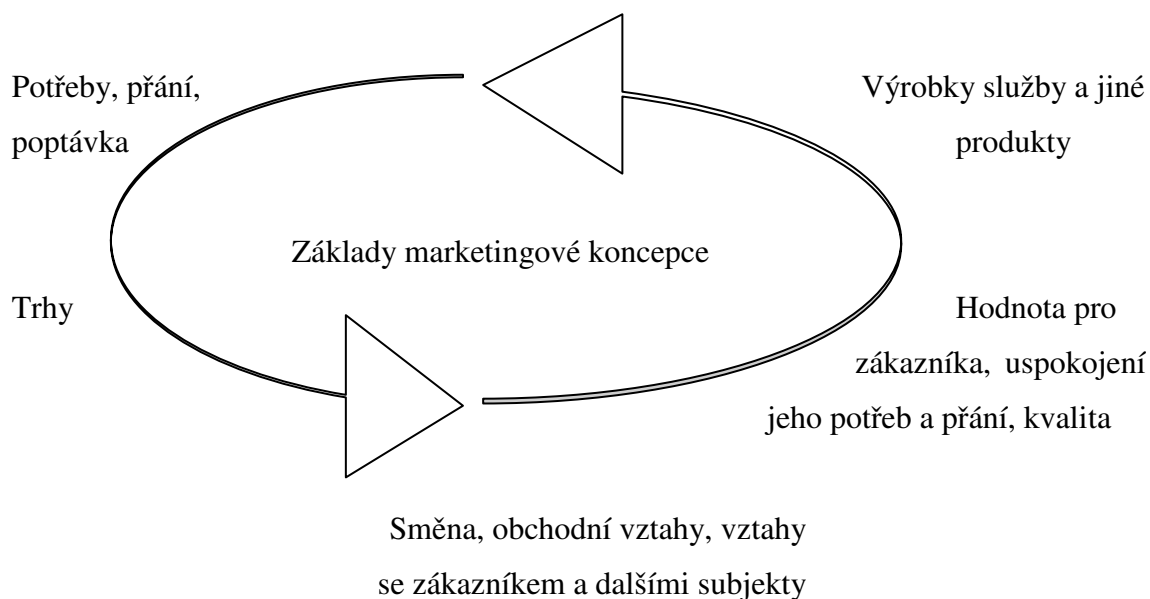 Potřeby, přání,
poptávka
Výrobky služby a jiné
produkty
Základy marketingové koncepce
Trhy
Hodnota pro
zákazníka, uspokojení
jeho potřeb a přání, kvalita
Směna, obchodní vztahy, vztahy
se zákazníkem a dalšími subjekty